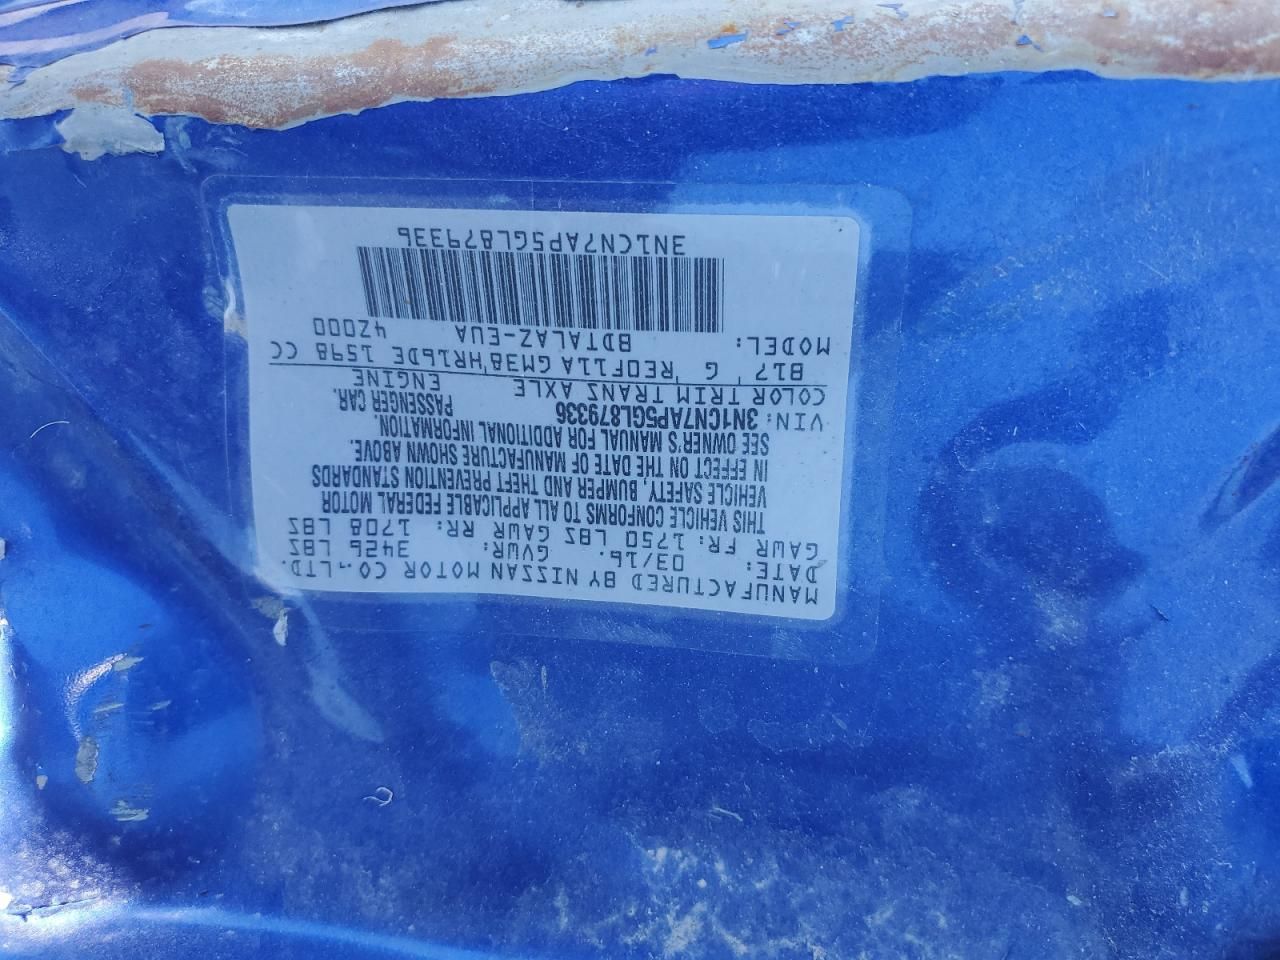 MANUFACTURED BY NISSAN MOTOR CO.,LTD.
DATE: 03/16. GVWR: 3426 LBS
GAWR FR: 1750 LBS GAWR RR: 1708 LBS
THIS VEHICLE CONFORMS TO ALL APPLICABLE FEDERAL MOTOR
VEHICLE SAFETY, BUMPER AND THEFT PREVENTION STANDARDS
IN EFFECT ON THE DATE OF MANUFACTURE SHOWN ABOVE.
SEE OWNER'S MANUAL FOR ADDITIONAL INFORMATION.
VIN: 3N1CN7AP5GL879336 PASSENGER CAR.
COLOR TRIM TRANS AXLE ENGINE
B17 G REOF11A GM38 HR16DE 1598 CC
MODEL: BDTALAZ-EUA 4Z000
3N1CN7AP5GL879336